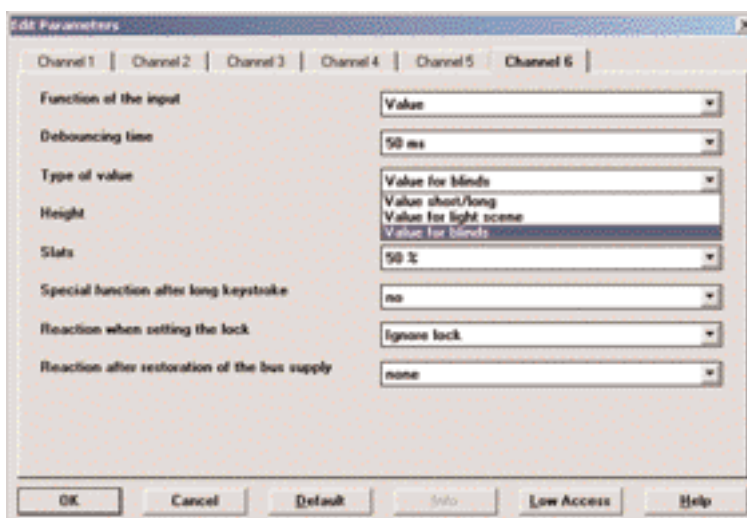 Edit Parameters
Channel 1 Channel 2 Channel 3 Channel 4 Channel 5 Channel 6
Function of the input Value
Debouncing time 50 ms
Type of value Value for blinds
Value short/long
Height Value for light scene
Value for blinds
Slats 50 %
Special function after long keystroke no
Reaction when setting the lock Ignore lock
Reaction after restoration of the bus supply none
OK Cancel Default Info Low Access Help